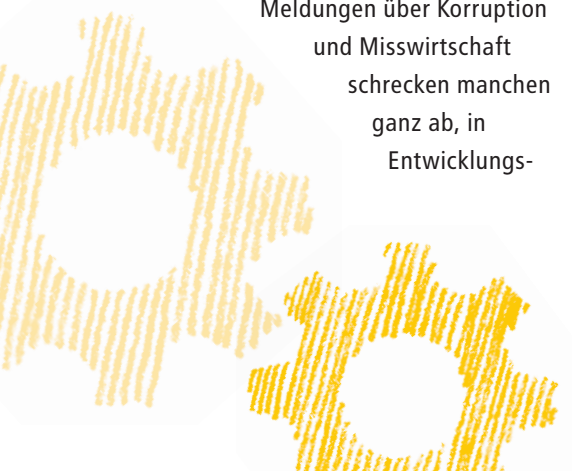 Meldungen über Korruption
und Misswirtschaft
schrecken manchen
ganz ab, in
Entwicklungs-